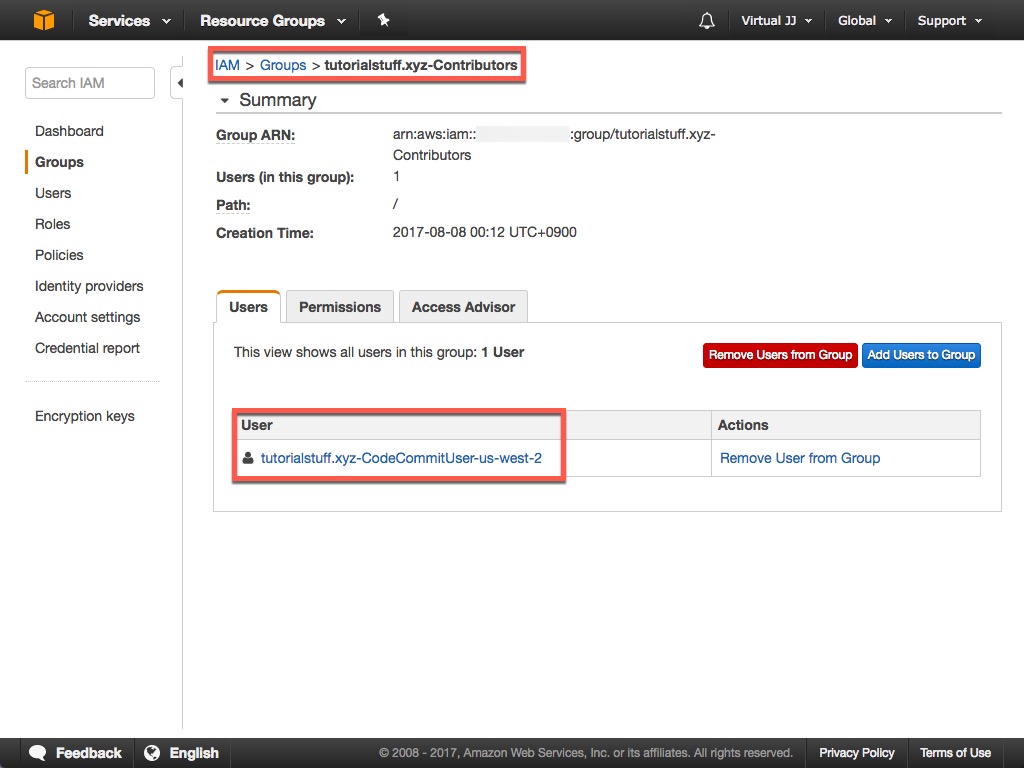 Services Resource Groups Virtual JJ Global Support
IAM > Groups > tutorialstuff.xyz-Contributors
Search IAM
Summary
Dashboard
Groups
Users
Roles
Policies
Identity providers
Account settings
Credential report
Encryption keys
Group ARN: arn:aws:iam:: :group/tutorialstuff.xyz-
Contributors
Users (in this group): 1
Path: /
Creation Time: 2017-08-08 00:12 UTC+0900
Users Permissions Access Advisor
This view shows all users in this group: 1 User Remove Users from Group Add Users to Group
User Actions
tutorialstuff.xyz-CodeCommitUser-us-west-2 Remove User from Group
Feedback English © 2008 - 2017, Amazon Web Services, Inc. or its affiliates. All rights reserved. Privacy Policy Terms of Use